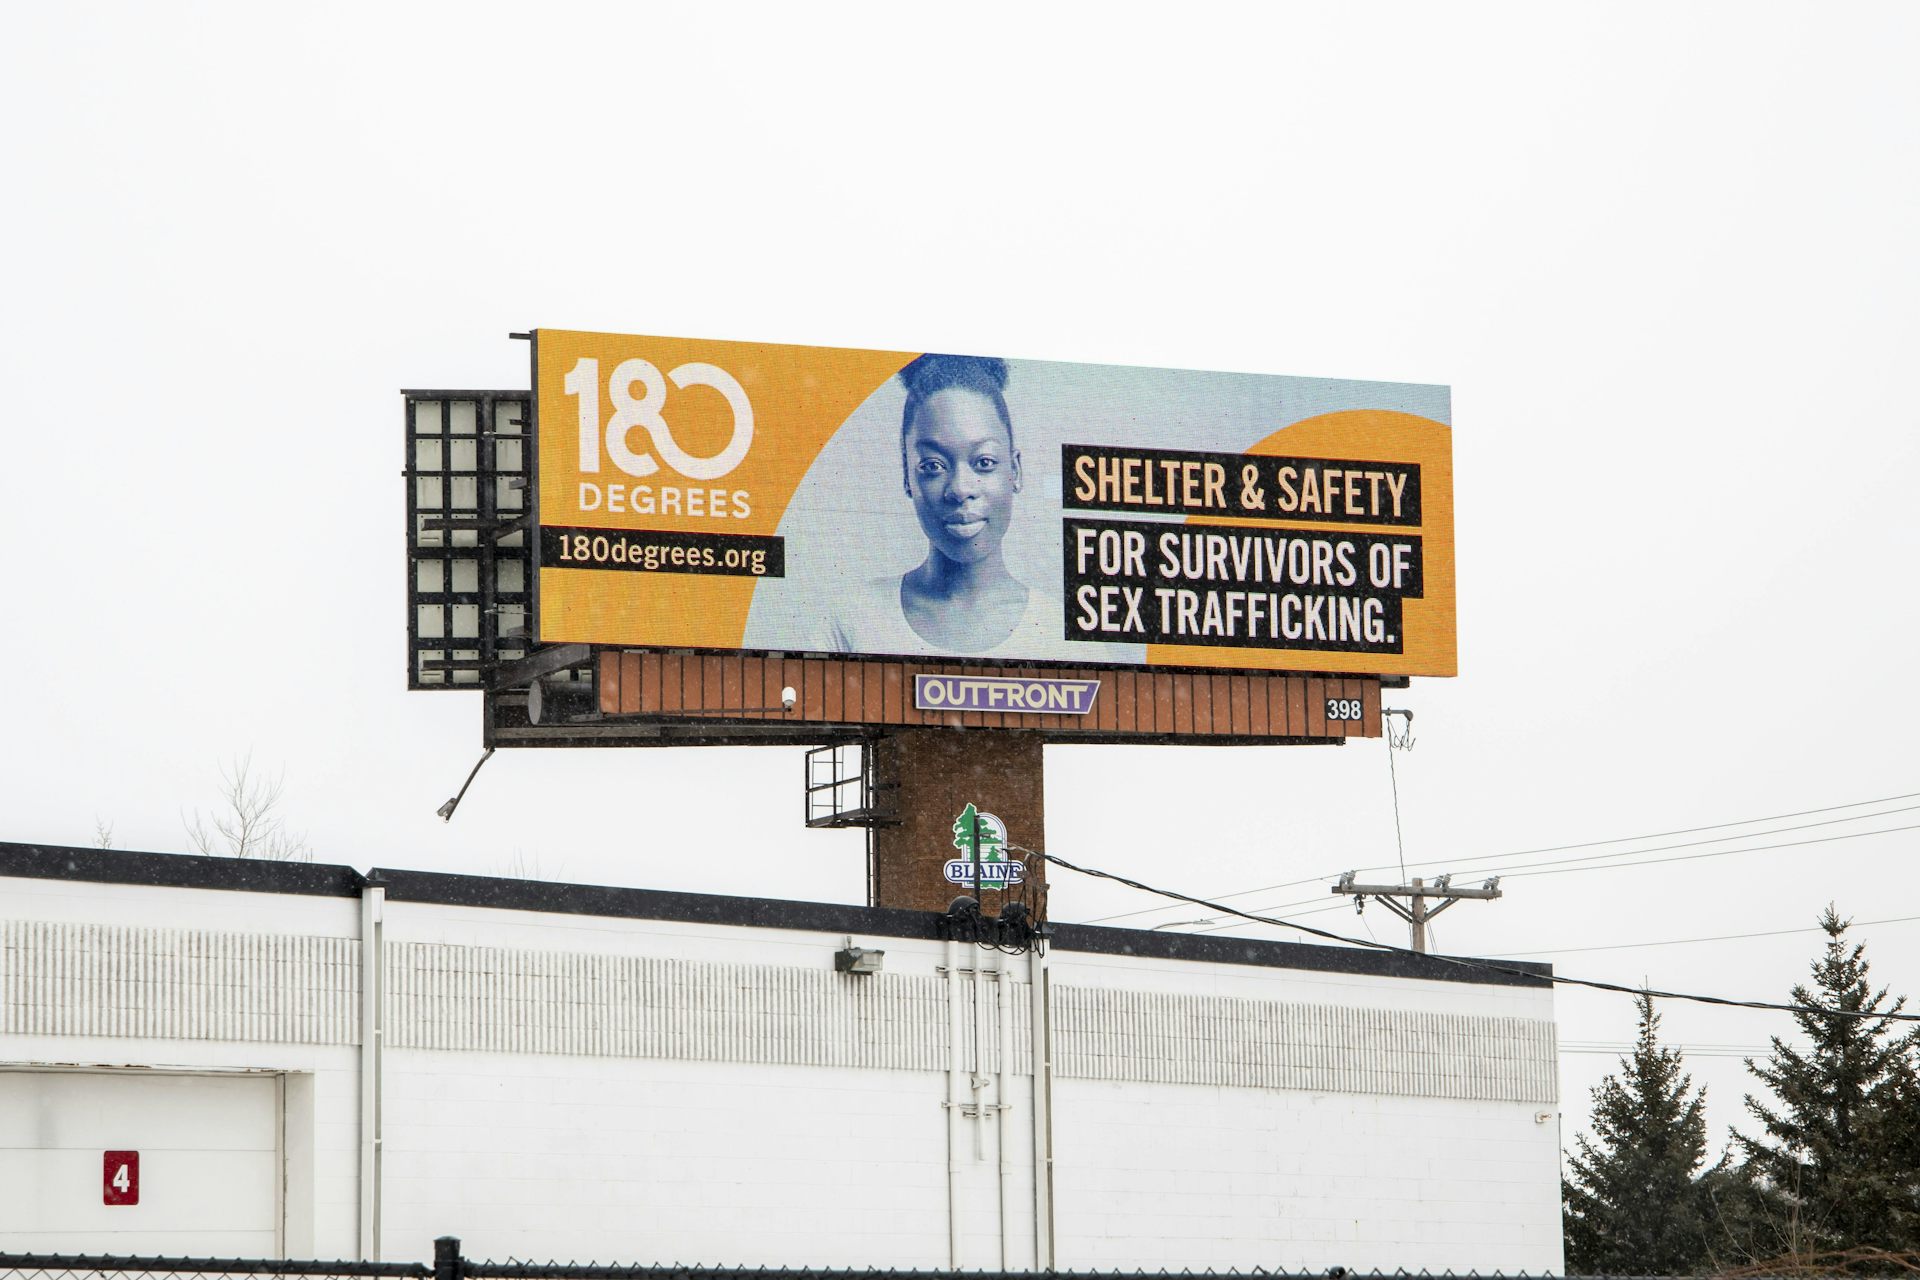 180
DEGREES
180degrees.org
SHELTER & SAFETY
FOR SURVIVORS OF
SEX TRAFFICKING.
OUTFRONT
398
BLAINE
4